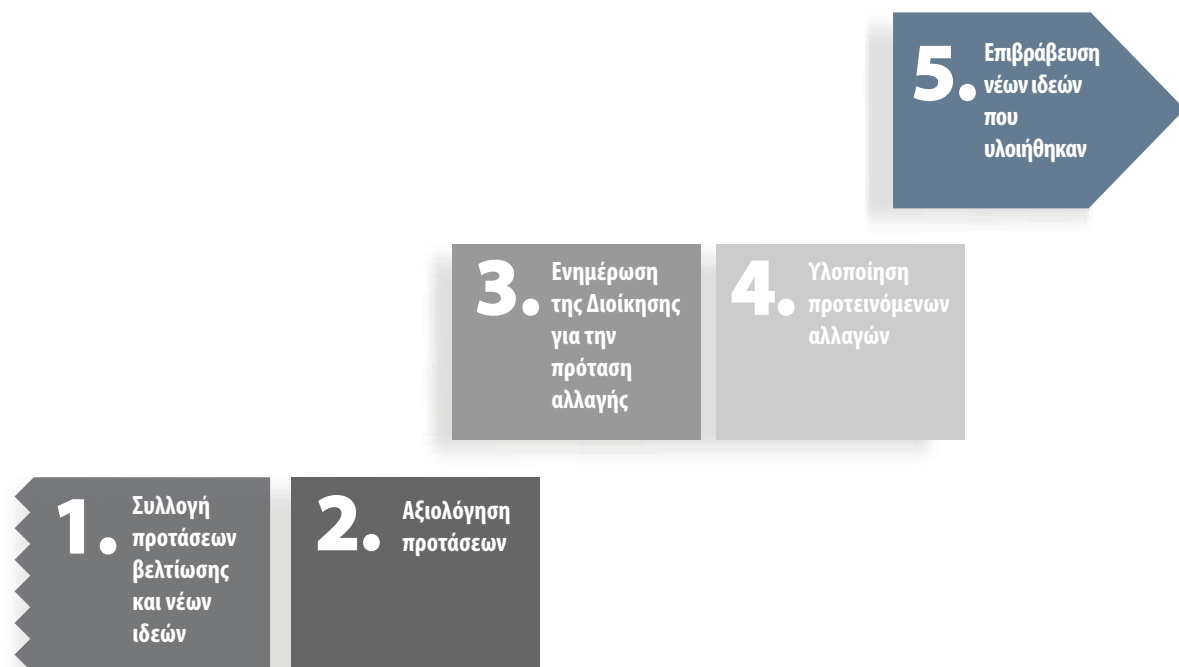 5. Επιβράβευση
νέων ιδεών
που
υλοιήθηκαν
3. Ενημέρωση
της Διοίκησης
για την
πρόταση
αλλαγής
4. Υλοποίηση
προτεινόμενων
αλλαγών
1. Συλλογή
προτάσεων
βελτίωσης
και νέων
ιδεών
2. Αξιολόγηση
προτάσεων